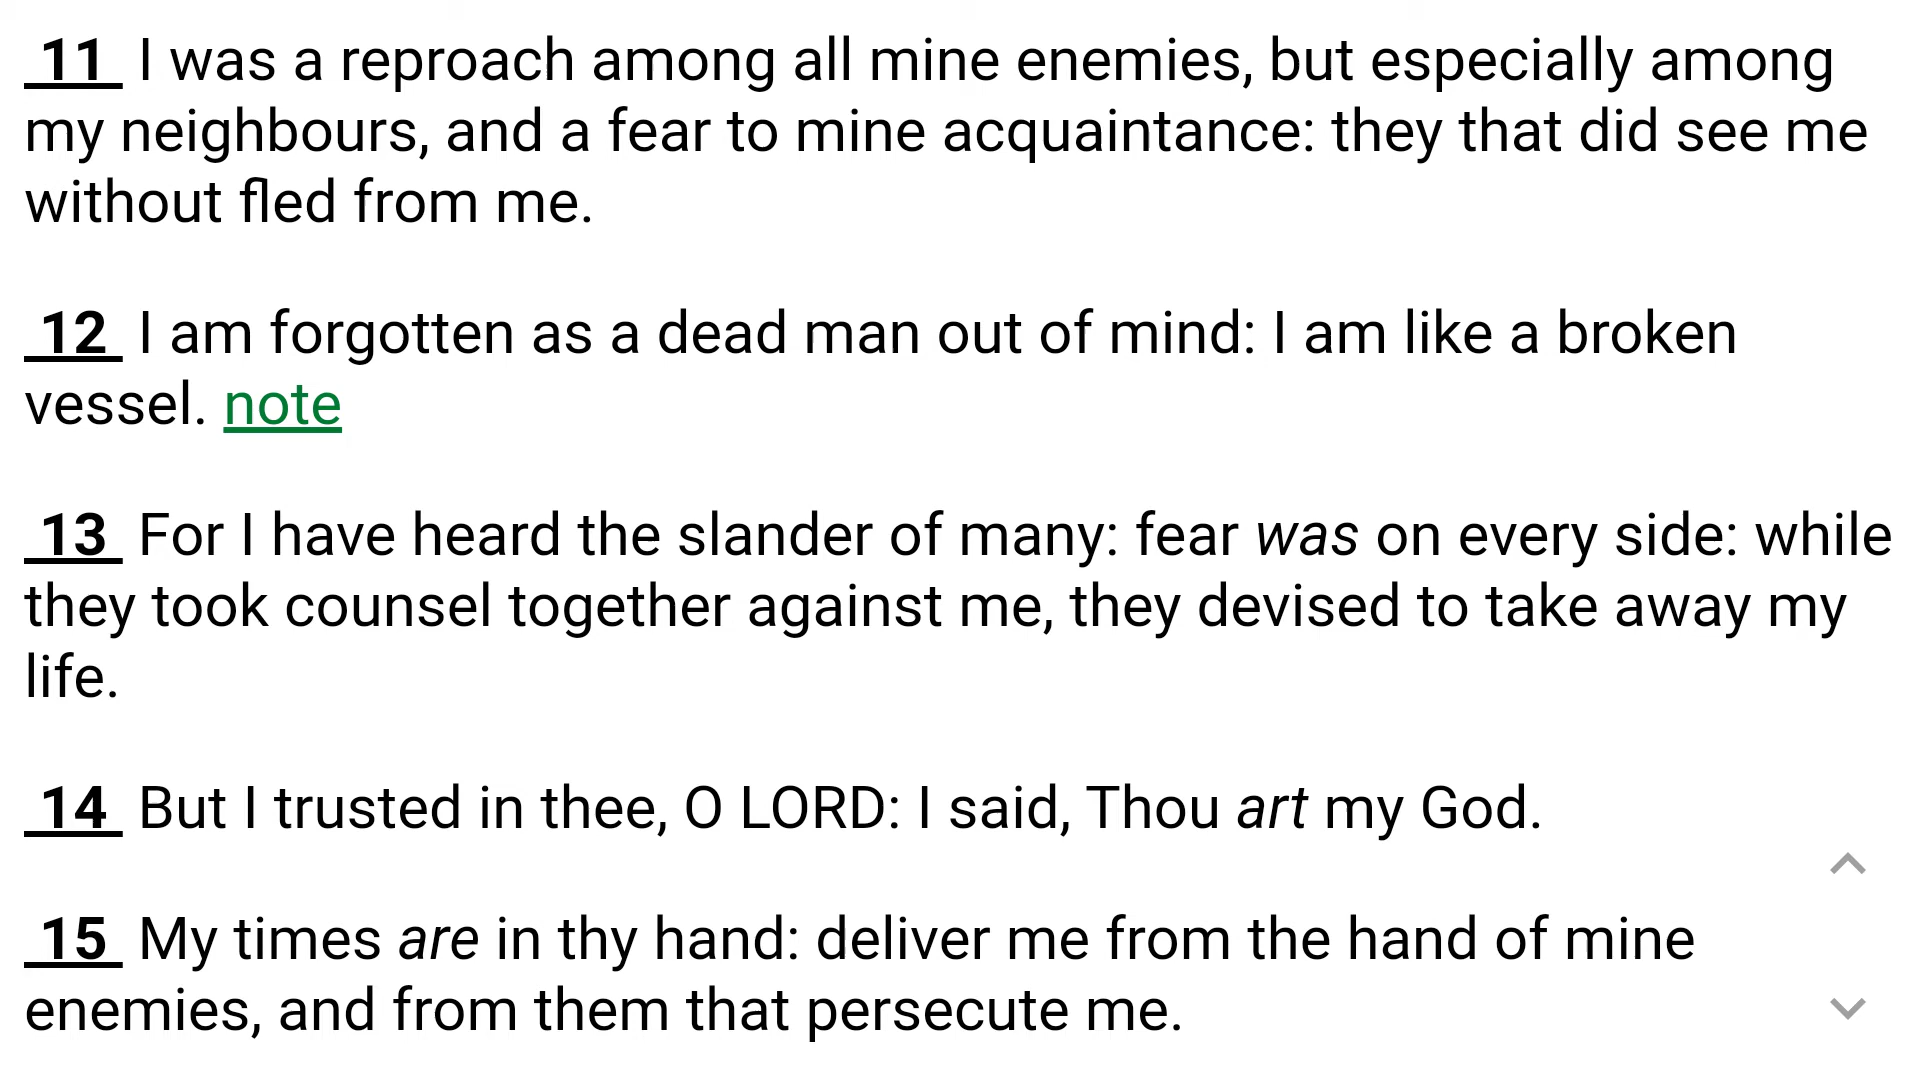 11 I was a reproach among all mine enemies, but especially among
my neighbours, and a fear to mine acquaintance: they that did see me
without fled from me.
12 I am forgotten as a dead man out of mind: I am like a broken
vessel. note
13 For I have heard the slander of many: fear was on every side: while
they took counsel together against me, they devised to take away my
life.
14 But I trusted in thee, O LORD: I said, Thou art my God.
15 My times are in thy hand: deliver me from the hand of mine
enemies, and from them that persecute me.